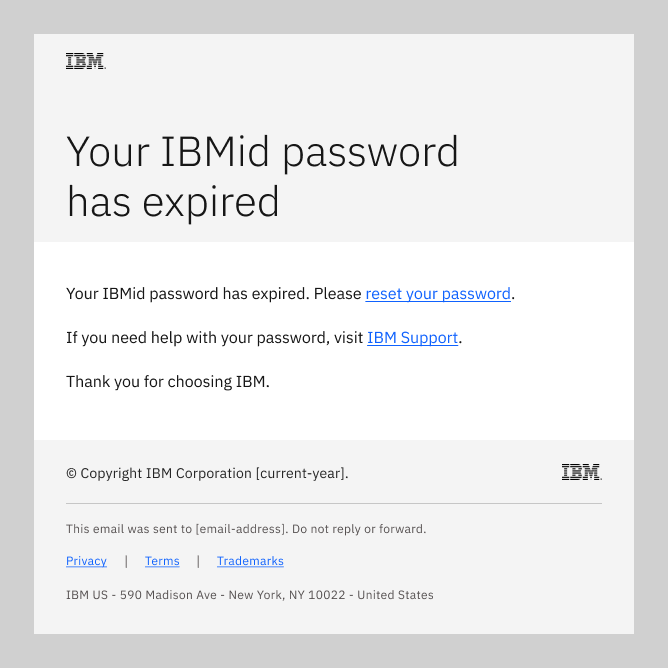 IBM
Your IBMid password
has expired
Your IBMid password has expired. Please reset your password.
If you need help with your password, visit IBM Support.
Thank you for choosing IBM.
© Copyright IBM Corporation [current-year].
IBM
This email was sent to [email-address]. Do not reply or forward.
Privacy | Terms | Trademarks
IBM US - 590 Madison Ave - New York, NY 10022 - United States